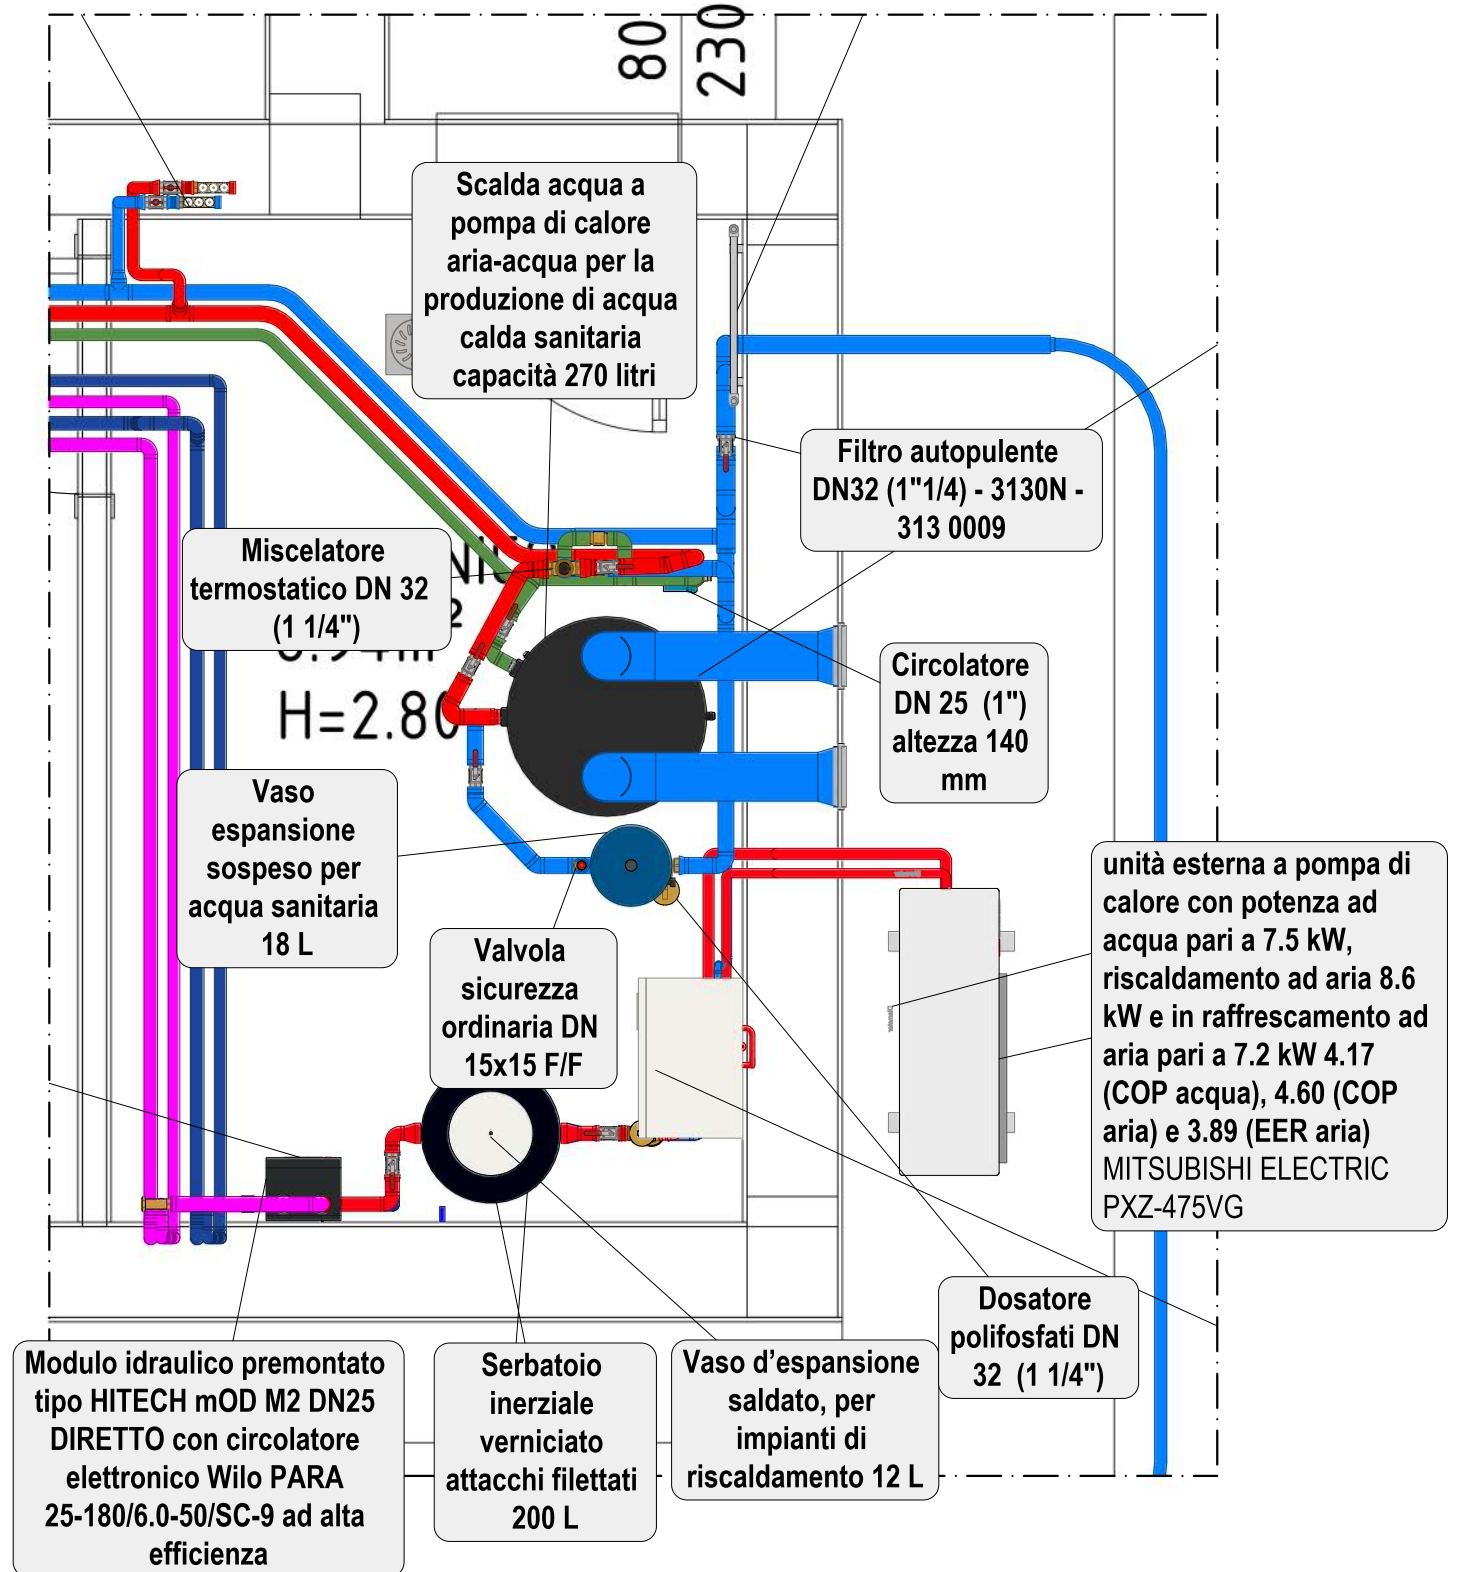 80
230
Scalda acqua a
pompa di calore
aria-acqua per la
produzione di acqua
calda sanitaria
capacità 270 litri
Filtro autopulente
DN32 (1"1/4) - 3130N -
313 0009
Miscelatore
termostatico DN 32
(1 1/4")
H=2.80
Circolatore
DN 25 (1")
altezza 140
mm
Vaso
espansione
sospeso per
acqua sanitaria
18 L
unità esterna a pompa di
calore con potenza ad
acqua pari a 7.5 kW,
riscaldamento ad aria 8.6
kW e in raffrescamento ad
aria pari a 7.2 kW 4.17
(COP acqua), 4.60 (COP
aria) e 3.89 (EER aria)
MITSUBISHI ELECTRIC
PXZ-475VG
Valvola
sicurezza
ordinaria DN
15x15 F/F
Dosatore
polifosfati DN
32 (1 1/4")
Modulo idraulico premontato
tipo HITECH mOD M2 DN25
DIRETTO con circolatore
elettronico Wilo PARA
25-180/6.0-50/SC-9 ad alta
efficienza
Serbatoio
inerziale
verniciato
attacchi filettati
200 L
Vaso d’espansione
saldato, per
impianti di
riscaldamento 12 L